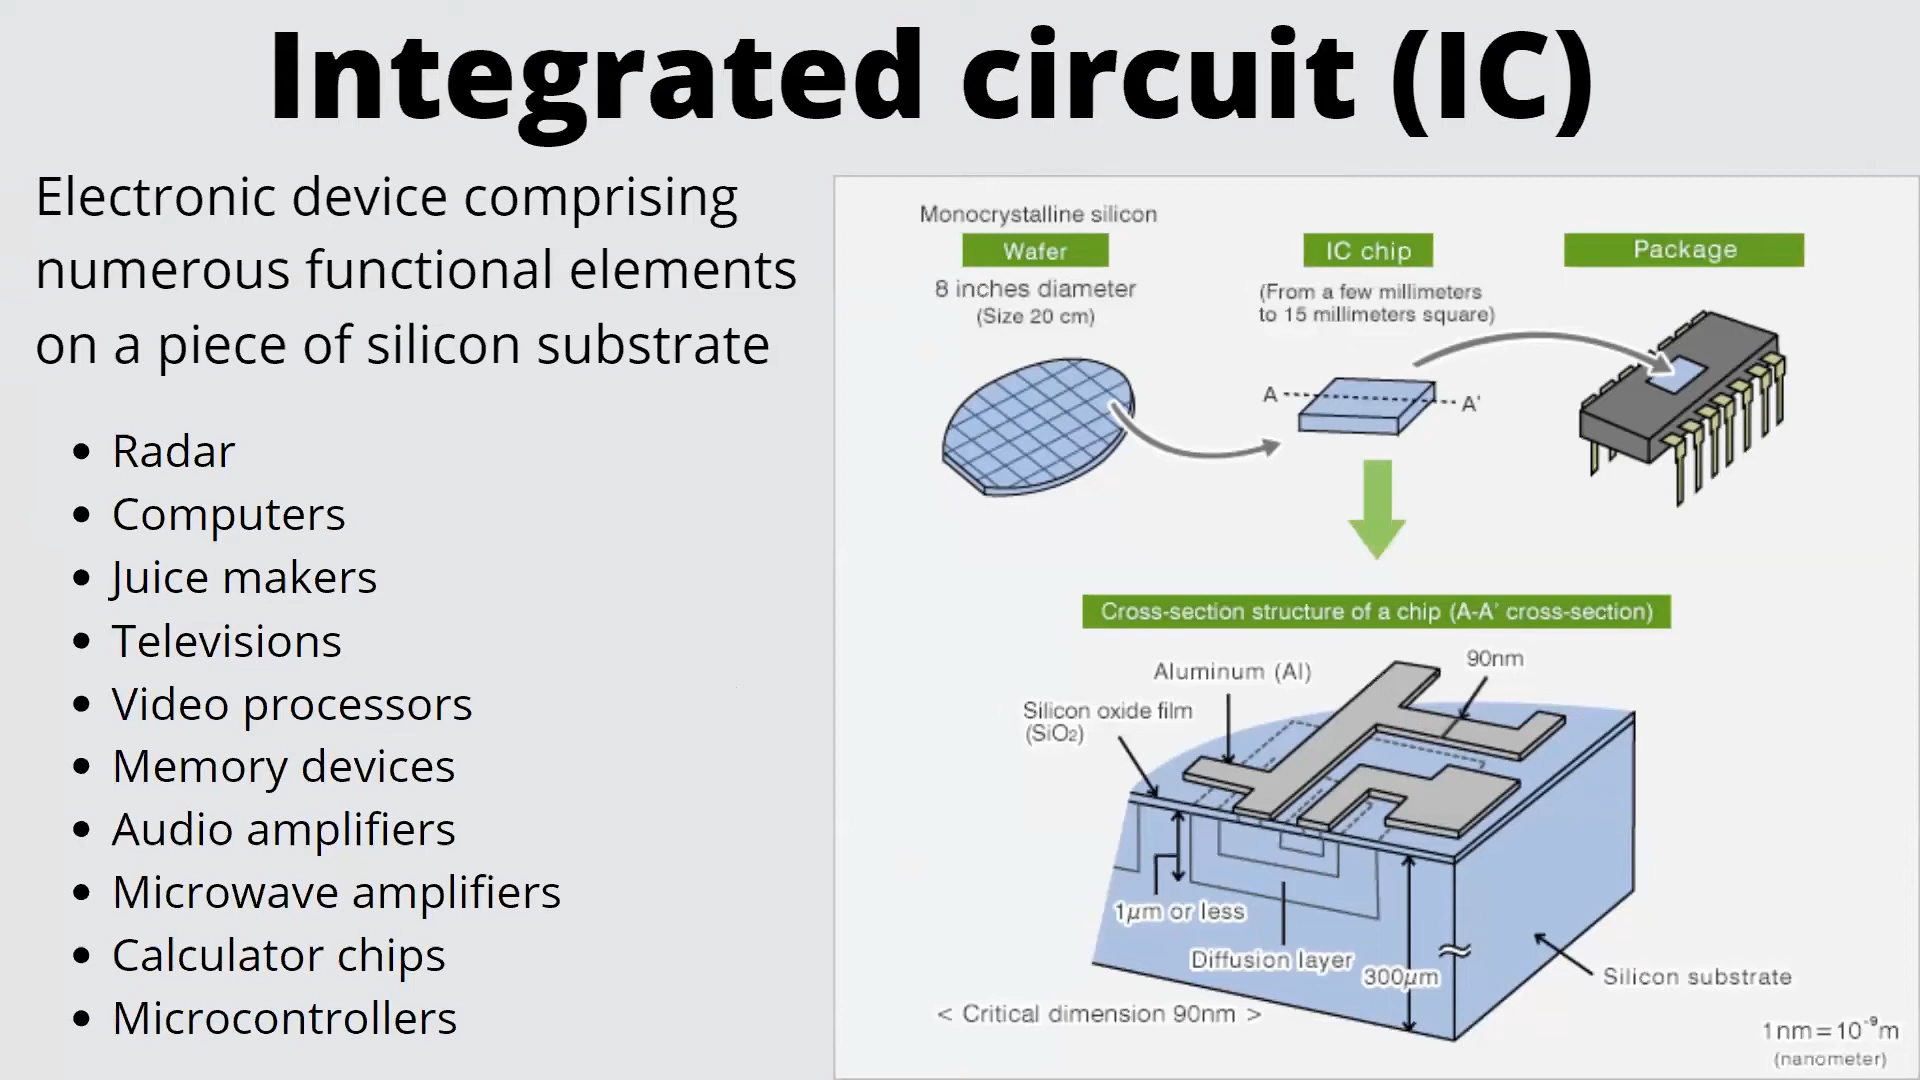 Integrated circuit (IC)
Electronic device comprising
numerous functional elements
on a piece of silicon substrate
• Radar
• Computers
• Juice makers
• Televisions
• Video processors
• Memory devices
• Audio amplifiers
• Microwave amplifiers
• Calculator chips
• Microcontrollers
Monocrystalline silicon
Wafer
8 inches diameter
(Size 20 cm)
IC chip
(From a few millimeters
to 15 millimeters square)
Package
A
A'
Cross-section structure of a chip (A-A' cross-section)
Aluminum (Al)
90nm
Silicon oxide film
(SiO₂)
1μm or less
Diffusion layer
300μm
Silicon substrate
< Critical dimension 90nm >
1nm=10⁻⁹m
(nanometer)